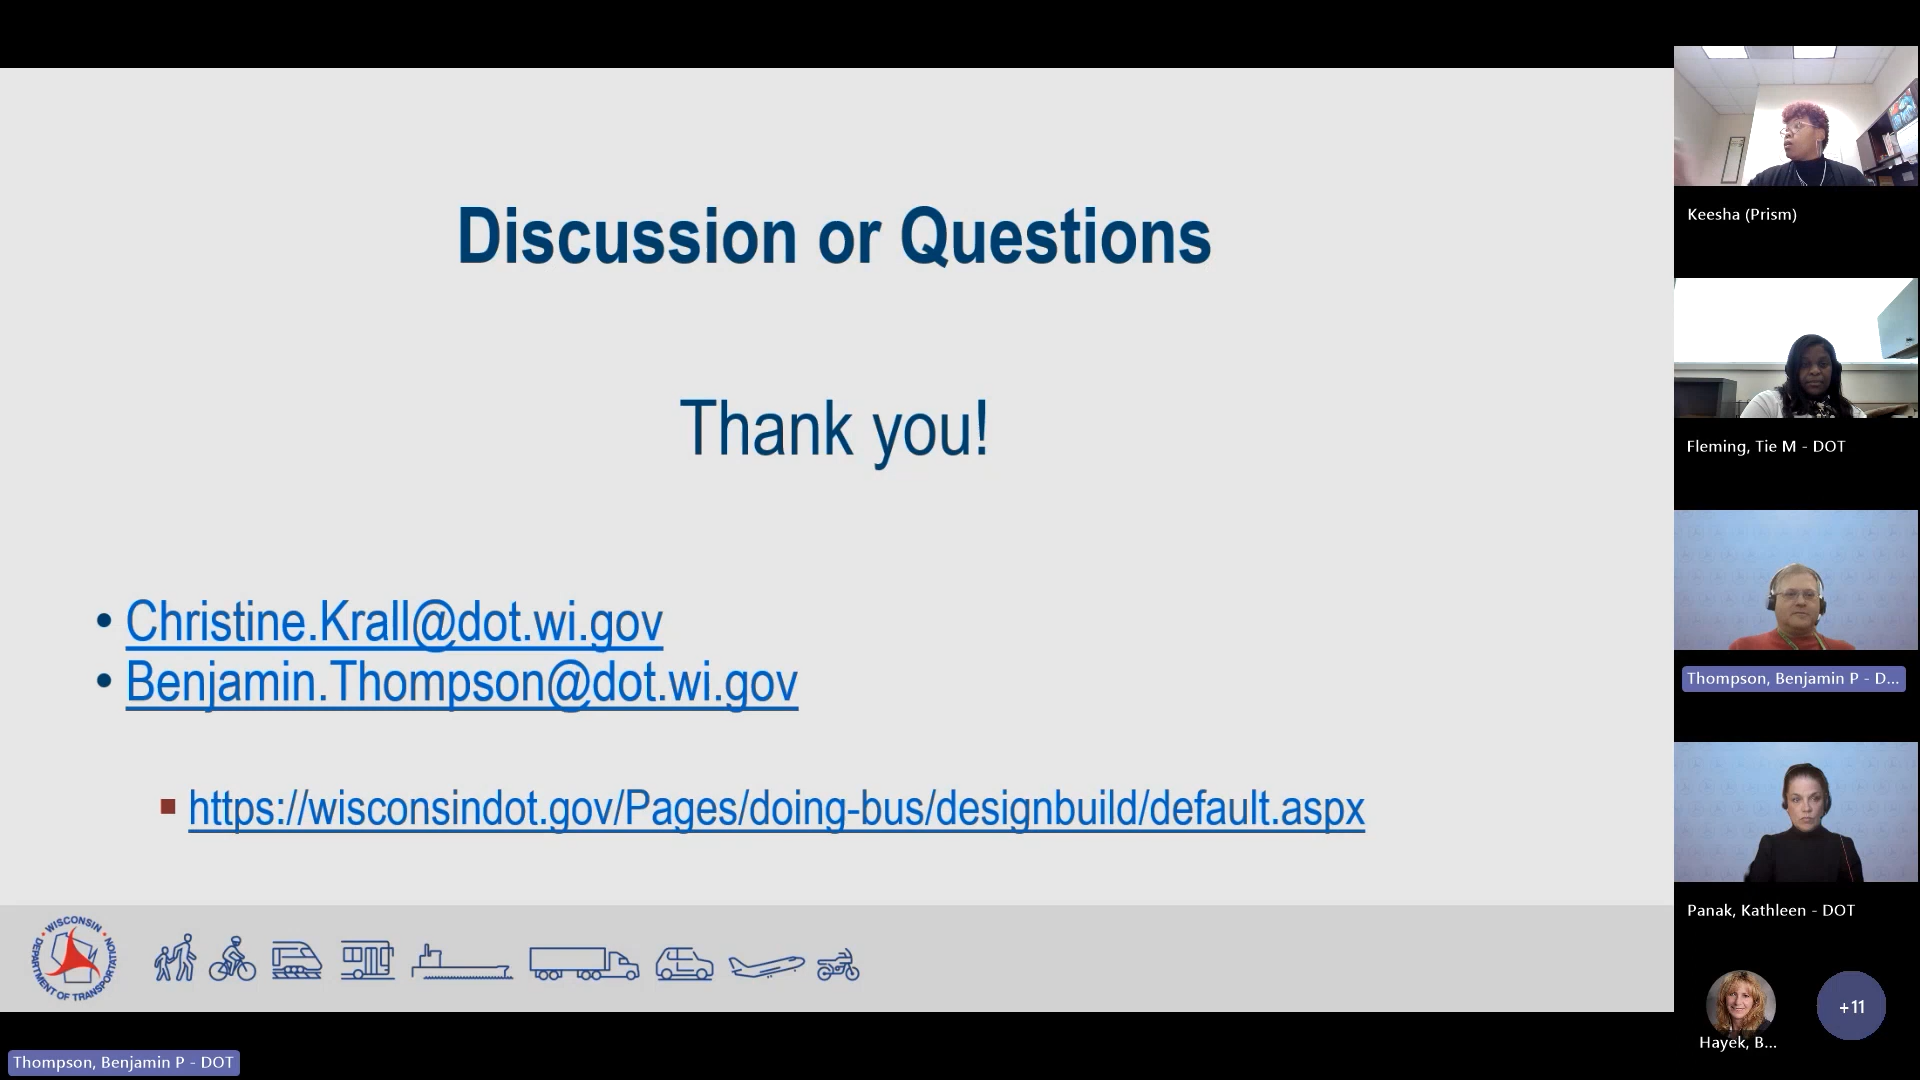 Discussion or Questions
Thank you!
• Christine.Krall@dot.wi.gov
• Benjamin.Thompson@dot.wi.gov
▪ https://wisconsindot.gov/Pages/doing-bus/designbuild/default.aspx
WISCONSIN
DEPARTMENT OF TRANSPORTATION
Thompson, Benjamin P - DOT
Keesha (Prism)
Fleming, Tie M - DOT
Thompson, Benjamin P - D...
Panak, Kathleen - DOT
Hayek, B...
+11